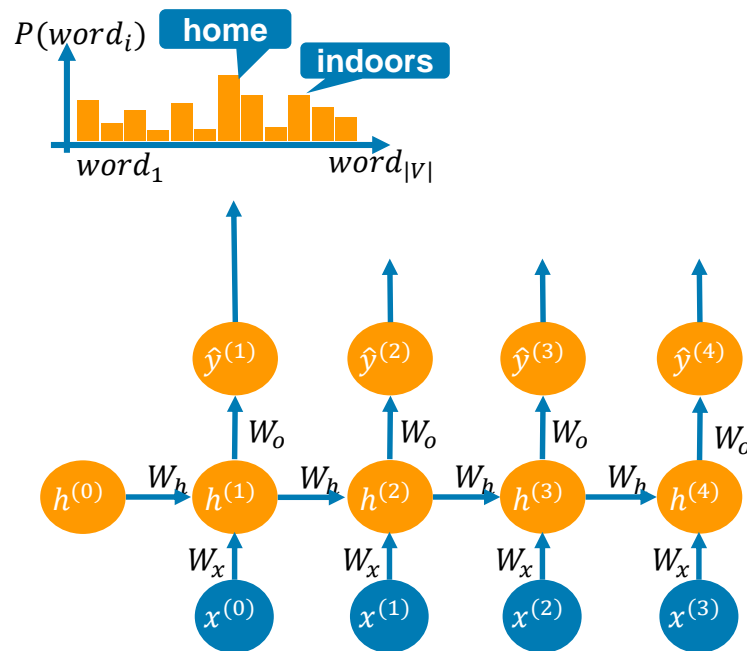 P(word_i)
home
indoors
word_1 word_{|V|}
ŷ^{(1)} ŷ^{(2)} ŷ^{(3)} ŷ^{(4)}
W_o W_o W_o W_o
W_h W_h W_h W_h
h^{(0)} h^{(1)} h^{(2)} h^{(3)} h^{(4)}
W_x W_x W_x W_x
x^{(0)} x^{(1)} x^{(2)} x^{(3)}